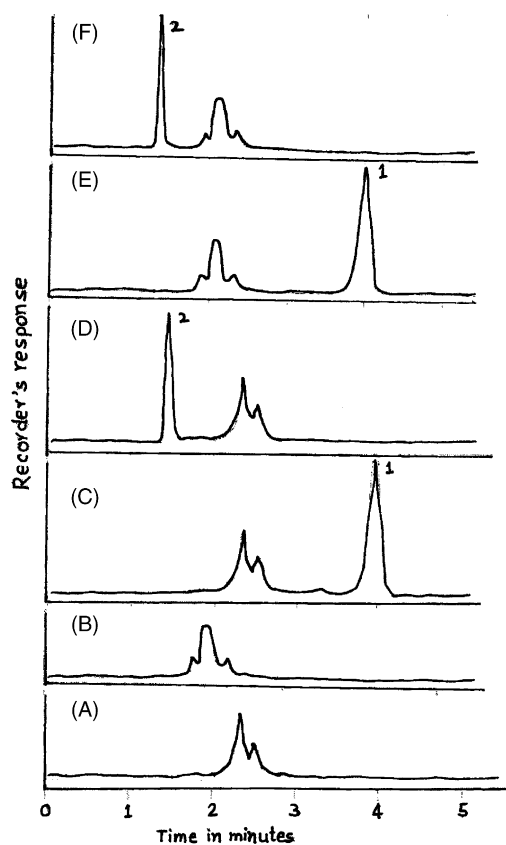 (F)
2
(E)
1
(D)
2
(C)
1
(B)
(A)
Recorder's response
0 1 2 3 4 5
Time in minutes